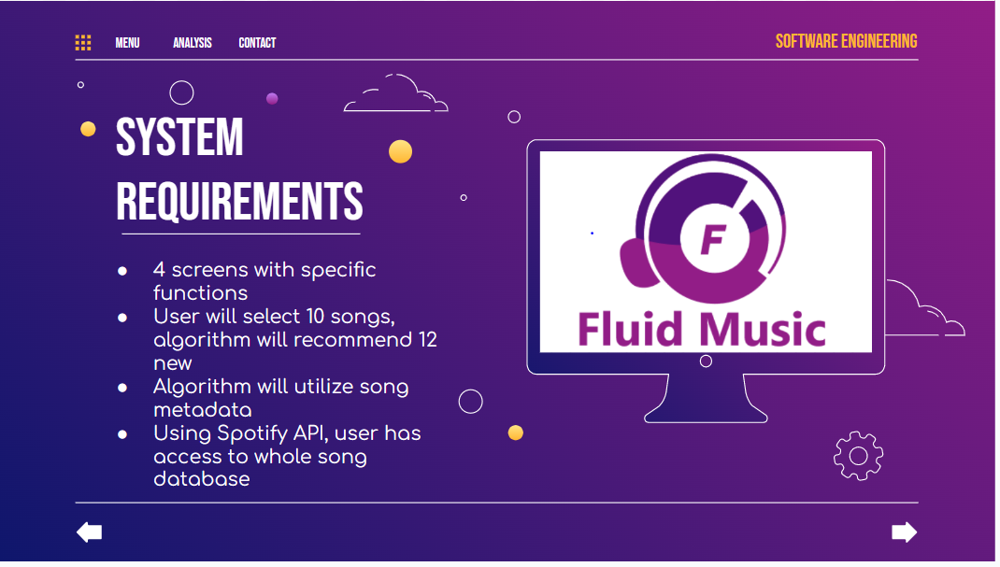 MENU ANALYSIS CONTACT SOFTWARE ENGINEERING
SYSTEM
REQUIREMENTS
● 4 screens with specific
functions
● User will select 10 songs,
algorithm will recommend 12
new
● Algorithm will utilize song
metadata
● Using Spotify API, user has
access to whole song
database
F
Fluid Music